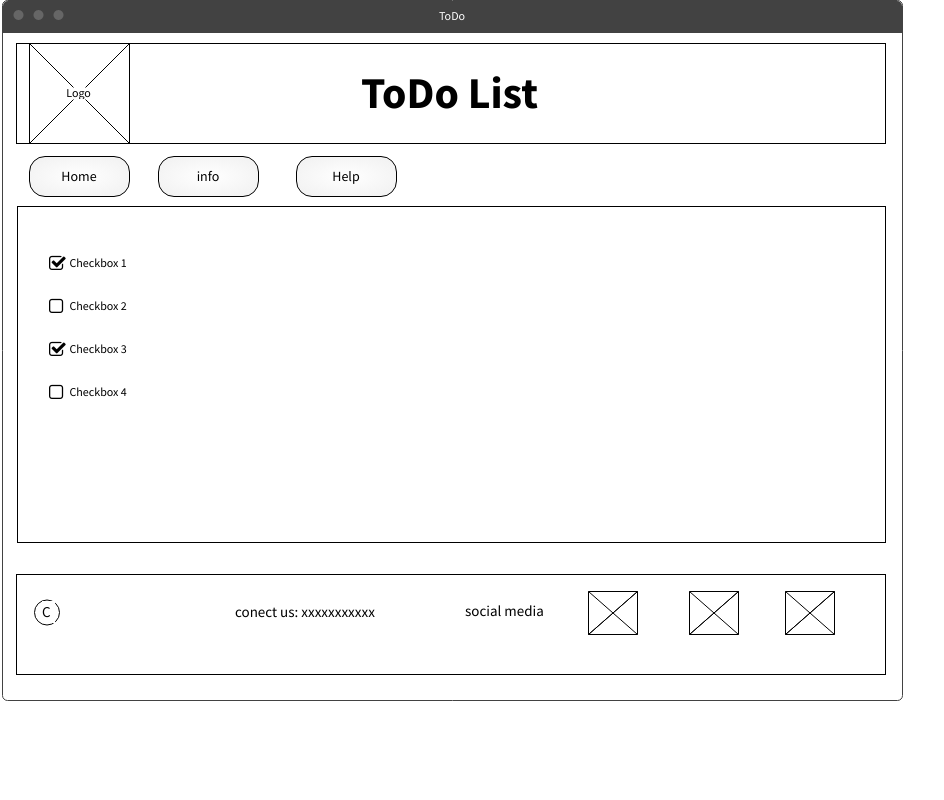 ToDo
Logo
ToDo List
Home info Help
Checkbox 1
Checkbox 2
Checkbox 3
Checkbox 4
C conect us: xxxxxxxxxxx social media